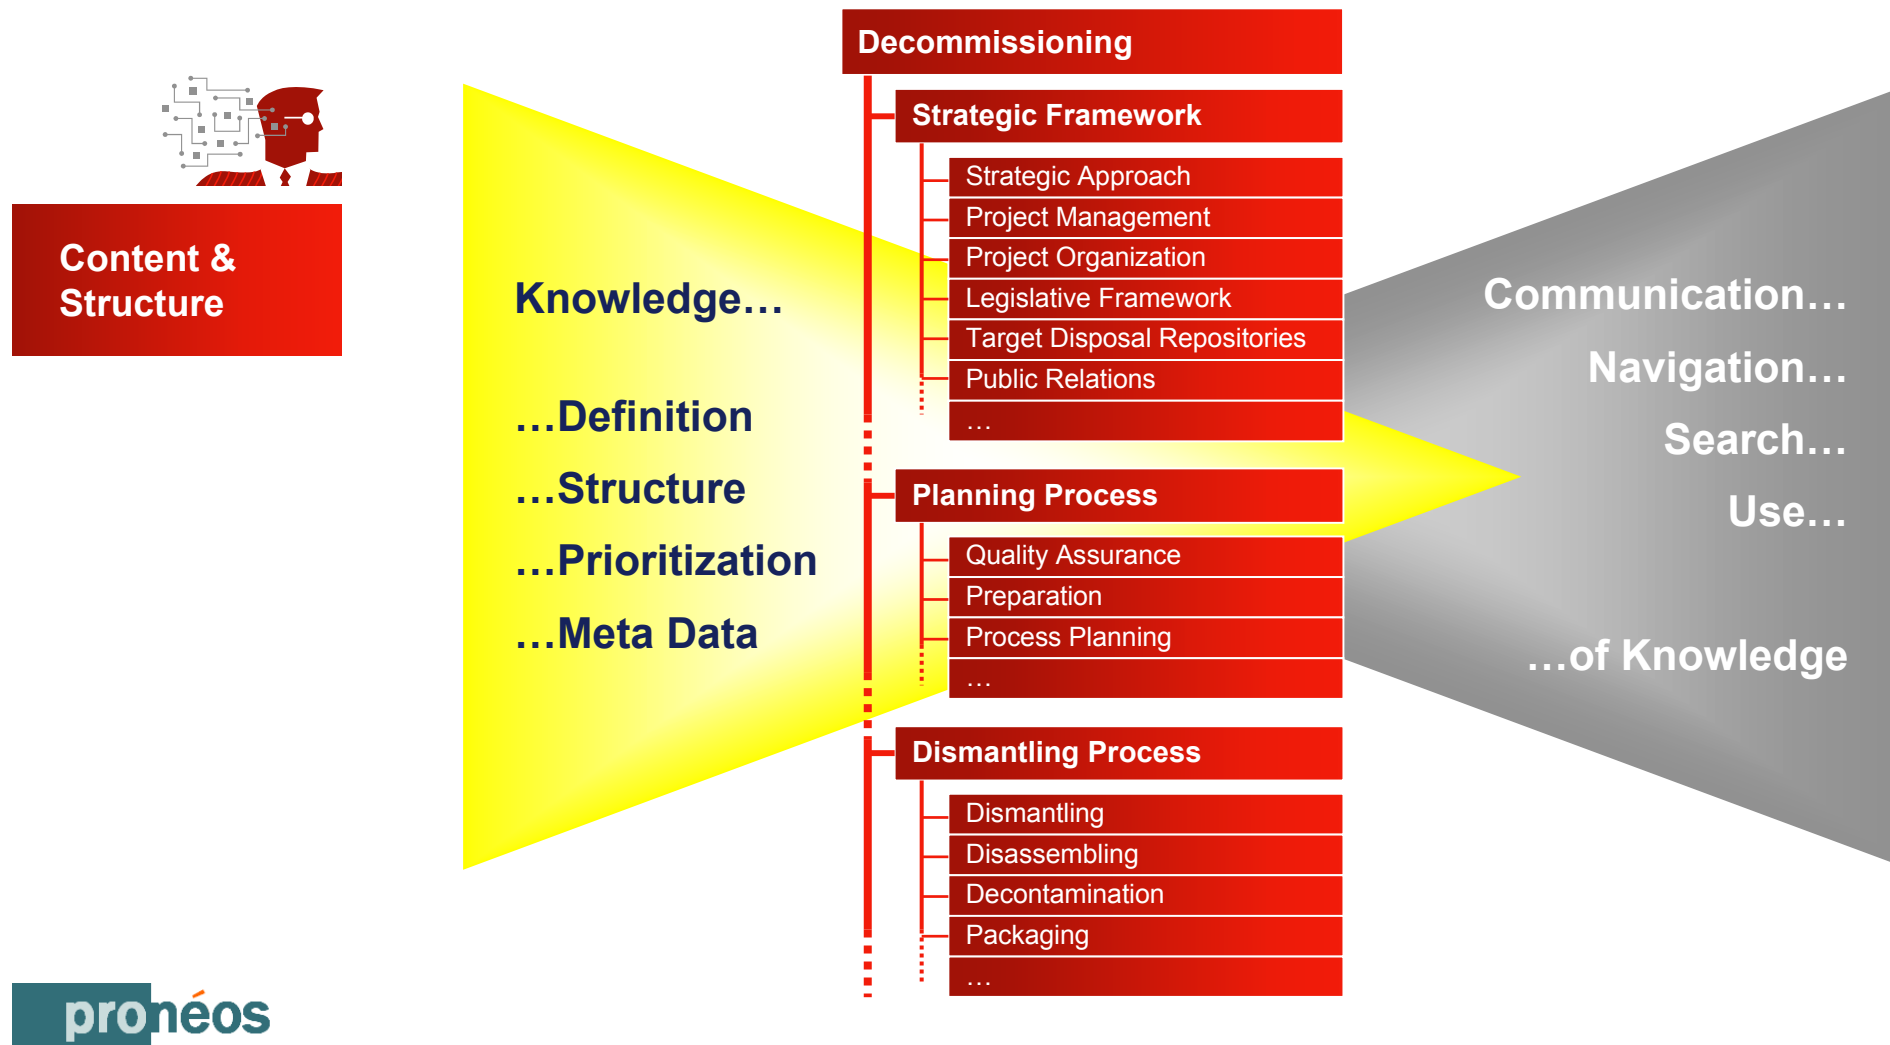 Content &
Structure
Knowledge…
…Definition
…Structure
…Prioritization
…Meta Data
Decommissioning
Strategic Framework
Strategic Approach
Project Management
Project Organization
Legislative Framework
Target Disposal Repositories
Public Relations
…
Planning Process
Quality Assurance
Preparation
Process Planning
…
Dismantling Process
Dismantling
Disassembling
Decontamination
Packaging
…
Communication…
Navigation…
Search…
Use…
…of Knowledge
pronéos